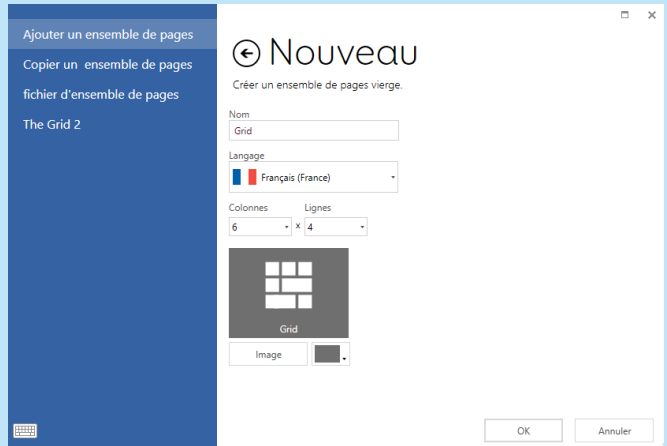 Ajouter un ensemble de pages
Copier un  ensemble de pages
fichier d'ensemble de pages
The Grid 2
Nouveau
Créer un ensemble de pages vierge.
Nom
Grid
Langage
Français (France)
Colonnes Lignes
6 x 4
Grid
Image
OK Annuler